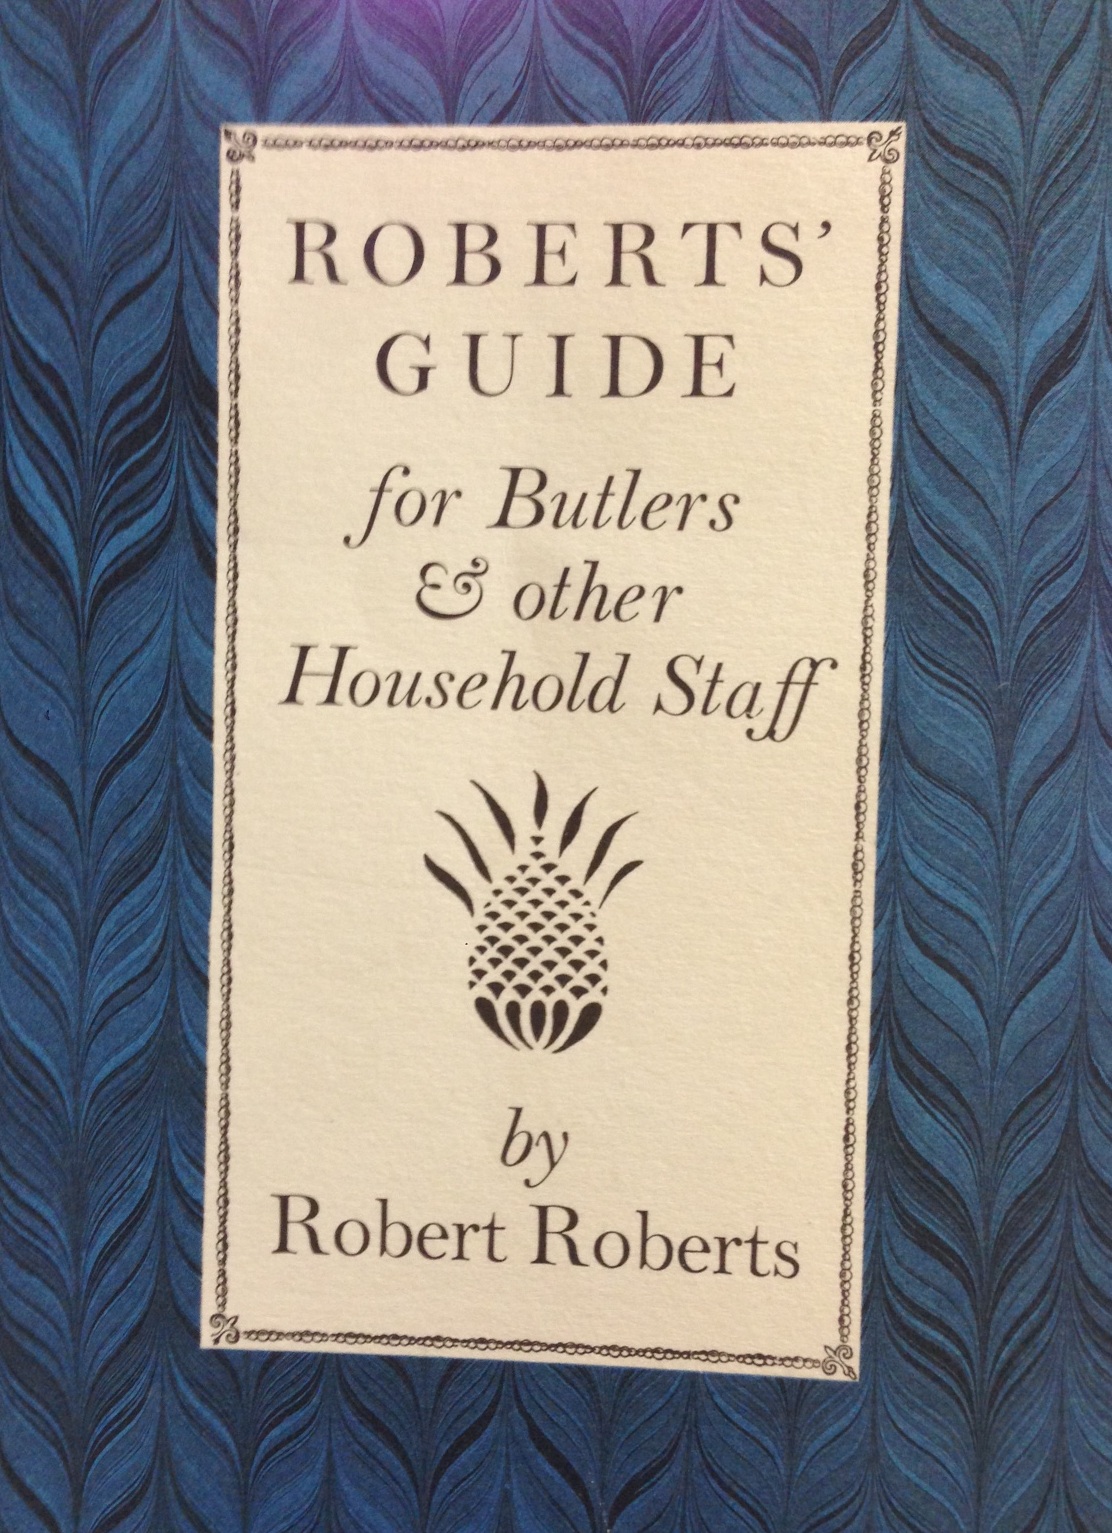 ROBERTS’
GUIDE
for Butlers
& other
Household Staff
by
Robert Roberts